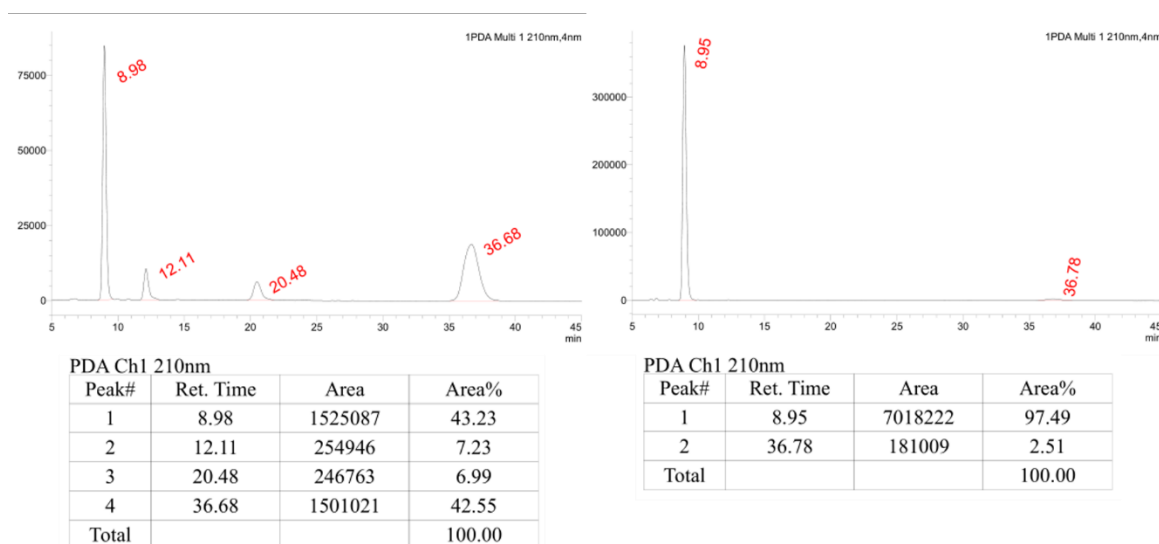 1PDA Multi 1 210nm,4nm
75000
50000
25000
0
8.98
12.11
20.48
36.68
5 10 15 20 25 30 35 40 45
min
PDA Ch1 210nm
Peak# Ret. Time Area Area%
1 8.98 1525087 43.23
2 12.11 254946 7.23
3 20.48 246763 6.99
4 36.68 1501021 42.55
Total 100.00
1PDA Multi 1 210nm,4nm
300000
200000
100000
0
8.95
36.78
5 10 15 20 25 30 35 40 45
min
PDA Ch1 210nm
Peak# Ret. Time Area Area%
1 8.95 7018222 97.49
2 36.78 181009 2.51
Total 100.00